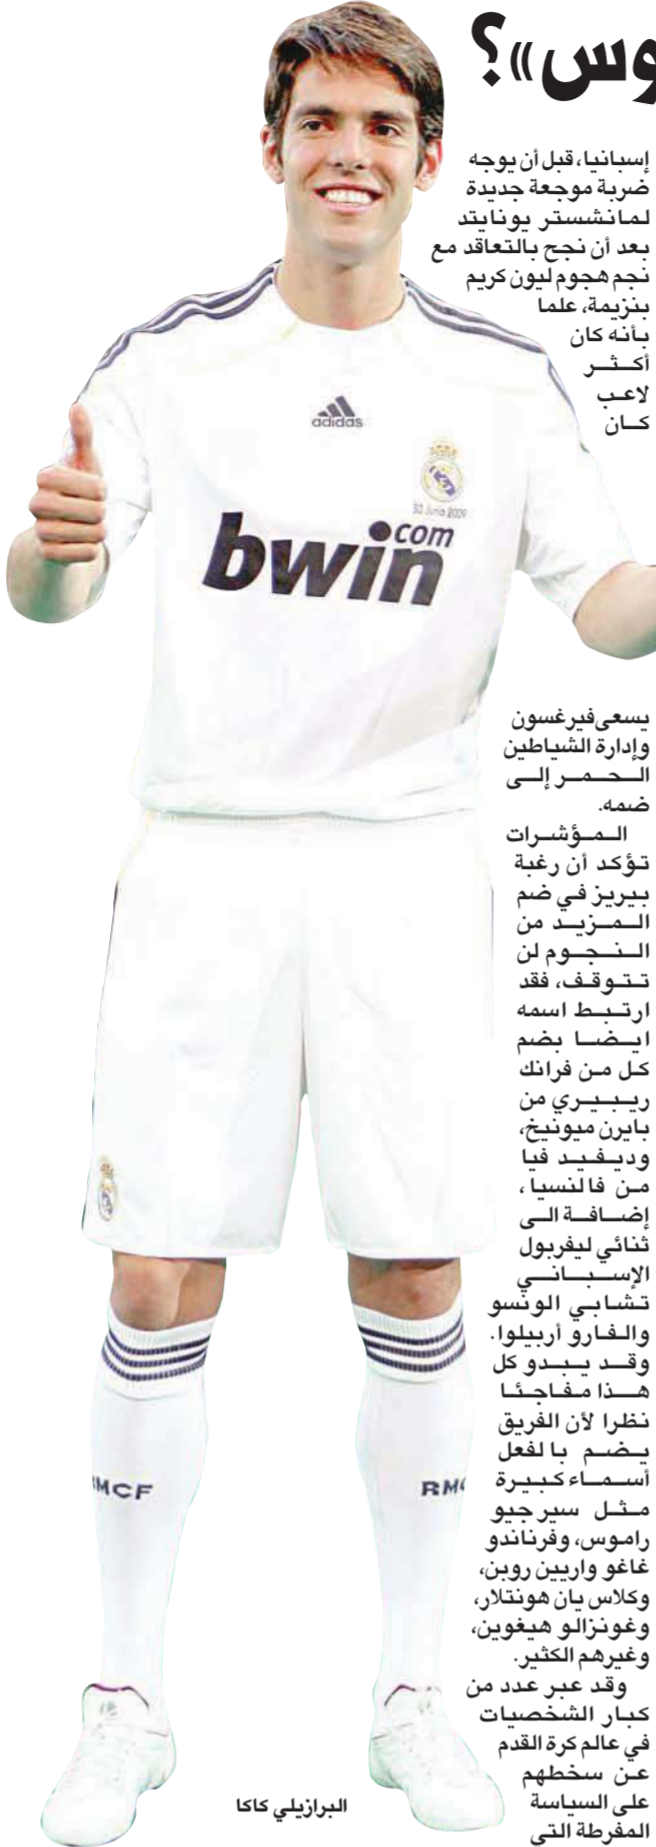 وس»؟
إسبانيا، قبل أن يوجه
ضربة موجعة جديدة
لمانشستر يونايتد
بعد أن نجح بالتعاقد مع
نجم هجوم ليون كريم
بنزيمة، علما
بأنه كان
أكثر
لاعب
كان
adidas
30 Junio 2009
bwin.com
يسعى فيرغسون
وإدارة الشياطين
الحمر إلى
ضمه.
المؤشرات
تؤكد أن رغبة
بيريز في ضم
المزيد من
النجوم لن
تتوقف، فقد
ارتبط اسمه
ايضا بضم
كل من فرانك
ريبيري من
بايرن ميونيخ،
وديفيد فيا
من فالنسيا،
إضافة الى
ثنائي ليفربول
الإسباني
تشابي الونسو
والفارو أربيلوا.
وقد يبدو كل
هذا مفاجئا
نظرا لأن الفريق
يضم بالفعل
أسماء كبيرة
مثل سيرجيو
راموس، وفرناندو
غاغو واريين روبن،
وكلاس يان هونتلار،
وغونزالو هيغوين،
وغيرهم الكثير.
وقد عبر عدد من
كبار الشخصيات
في عالم كرة القدم
عن سخطهم
على السياسة
المفرطة التي
RMCF
RM
البرازيلي كاكا